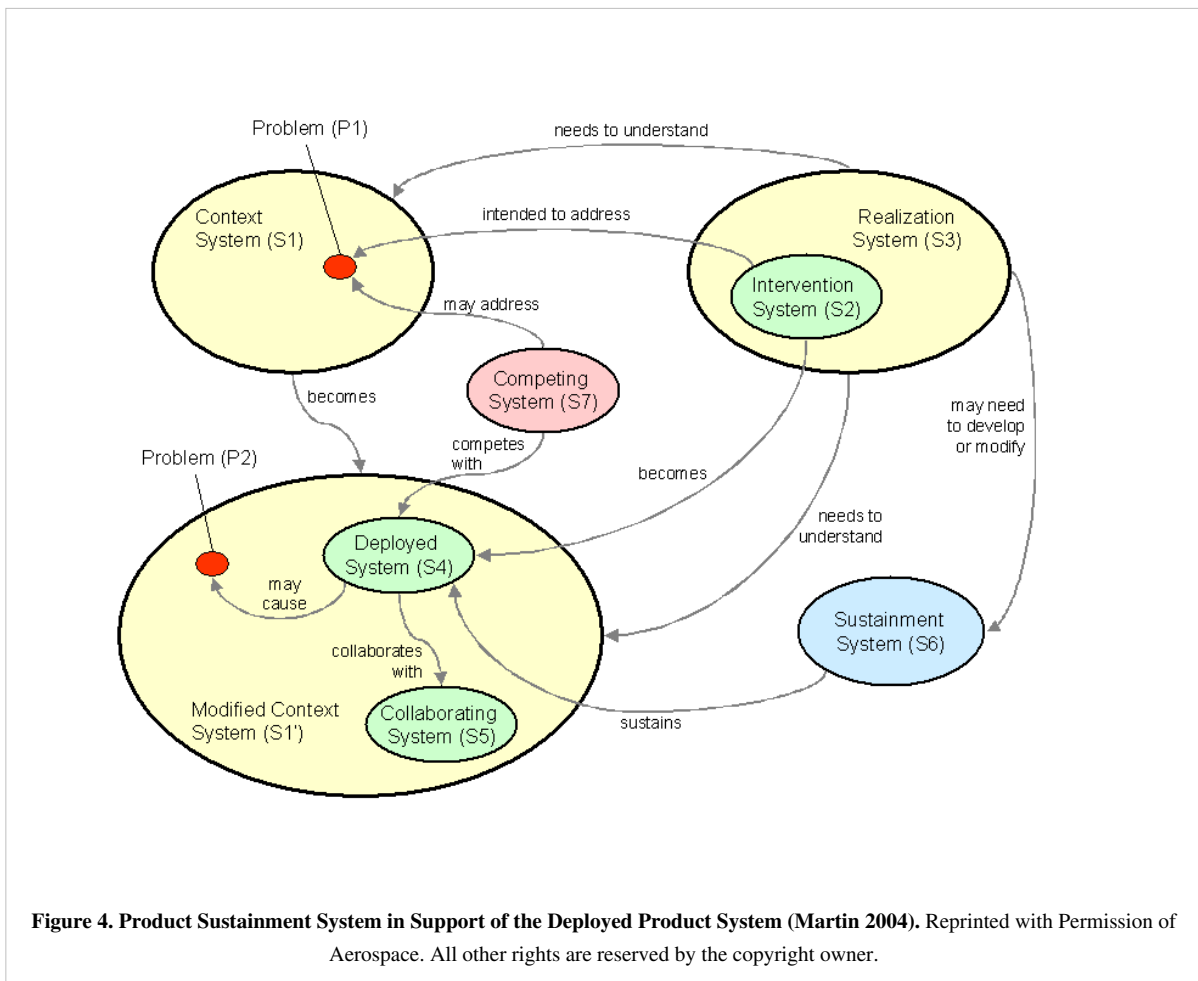 Problem (P1)
needs to understand
Context
System (S1)
intended to address
Realization
System (S3)
Intervention
System (S2)
may address
Competing
System (S7)
becomes
may need
to develop
or modify
competes
with
Problem (P2)
becomes
needs to
understand
Deployed
System (S4)
may
cause
Sustainment
System (S6)
collaborates
with
Modified Context
System (S1')
Collaborating
System (S5)
sustains
Figure 4. Product Sustainment System in Support of the Deployed Product System (Martin 2004). Reprinted with Permission of
Aerospace. All other rights are reserved by the copyright owner.